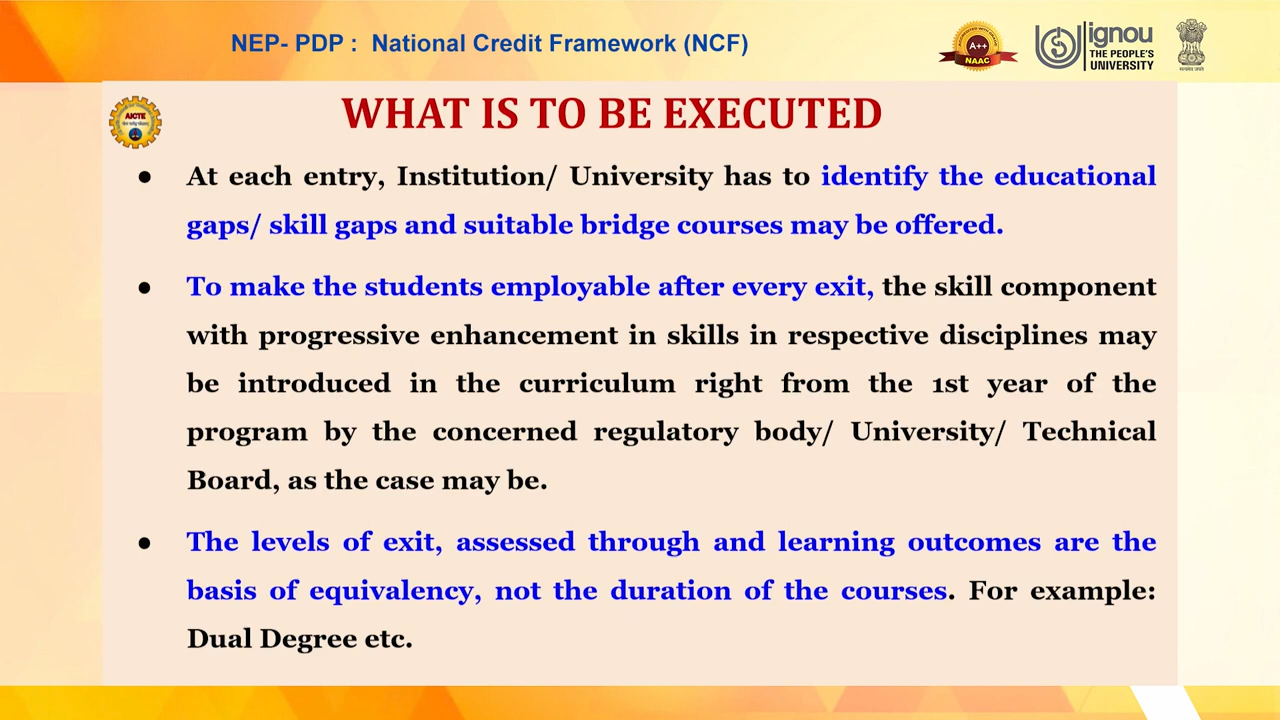 NEP- PDP : National Credit Framework (NCF)
A++
NAAC
ignou
THE PEOPLE'S
UNIVERSITY
सत्यमेव जयते
AICTE
WHAT IS TO BE EXECUTED
● At each entry, Institution/ University has to identify the educational
gaps/ skill gaps and suitable bridge courses may be offered.
● To make the students employable after every exit, the skill component
with progressive enhancement in skills in respective disciplines may
be introduced in the curriculum right from the 1st year of the
program by the concerned regulatory body/ University/ Technical
Board, as the case may be.
● The levels of exit, assessed through and learning outcomes are the
basis of equivalency, not the duration of the courses. For example:
Dual Degree etc.